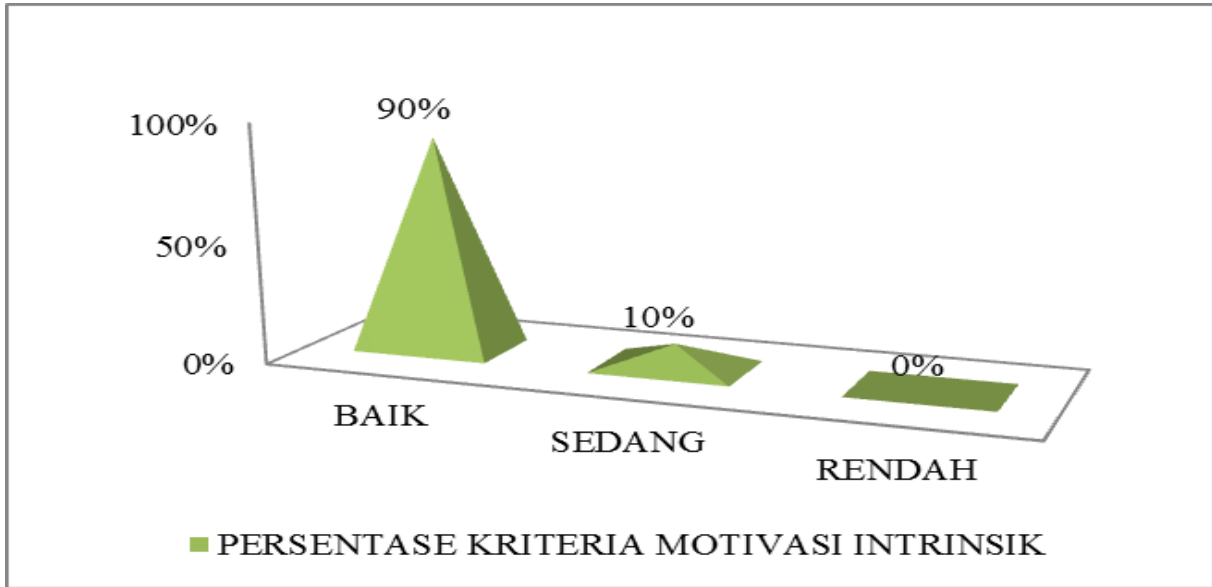 90%
100%
50%
10%
0%
0%
BAIK
SEDANG
RENDAH
PERSENTASE KRITERIA MOTIVASI INTRINSIK